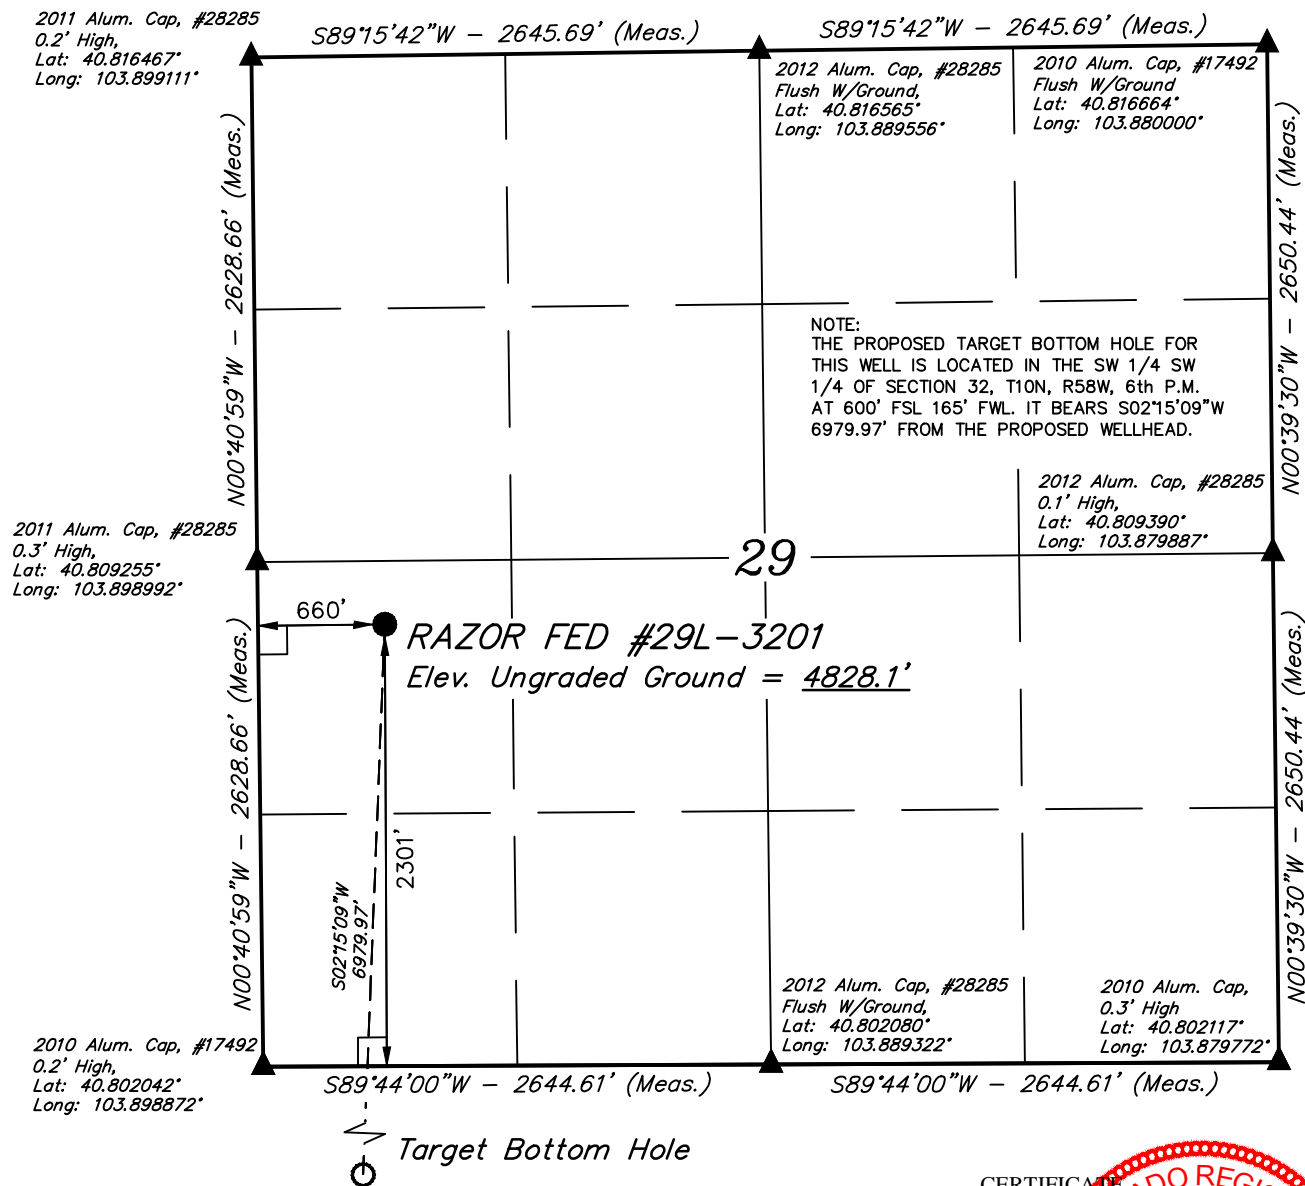 2011 Alum. Cap, #28285
0.2' High,
Lat: 40.816467°
Long: 103.899111°
S89°15'42"W – 2645.69' (Meas.)
S89°15'42"W – 2645.69' (Meas.)
2012 Alum. Cap, #28285
Flush W/Ground,
Lat: 40.816565°
Long: 103.889556°
2010 Alum. Cap, #17492
Flush W/Ground
Lat: 40.816664°
Long: 103.880000°
N00°40'59"W – 2628.66' (Meas.)
N00°39'30"W – 2650.44' (Meas.)
NOTE:
THE PROPOSED TARGET BOTTOM HOLE FOR
THIS WELL IS LOCATED IN THE SW 1/4 SW
1/4 OF SECTION 32, T10N, R58W, 6th P.M.
AT 600' FSL 165' FWL. IT BEARS S02°15'09"W
6979.97' FROM THE PROPOSED WELLHEAD.
2012 Alum. Cap, #28285
0.1' High,
Lat: 40.809390°
Long: 103.879887°
2011 Alum. Cap, #28285
0.3' High,
Lat: 40.809255°
Long: 103.898992°
29
660'
RAZOR FED #29L–3201
Elev. Ungraded Ground = 4828.1'
N00°40'59"W – 2628.66' (Meas.)
N00°39'30"W – 2650.44' (Meas.)
2301'
S02°15'09"W
6979.97'
2012 Alum. Cap, #28285
Flush W/Ground,
Lat: 40.802080°
Long: 103.889322°
2010 Alum. Cap,
0.3' High
Lat: 40.802117°
Long: 103.879772°
2010 Alum. Cap, #17492
0.2' High,
Lat: 40.802042°
Long: 103.898872°
S89°44'00"W – 2644.61' (Meas.)
S89°44'00"W – 2644.61' (Meas.)
Target Bottom Hole
CERTIFICATE